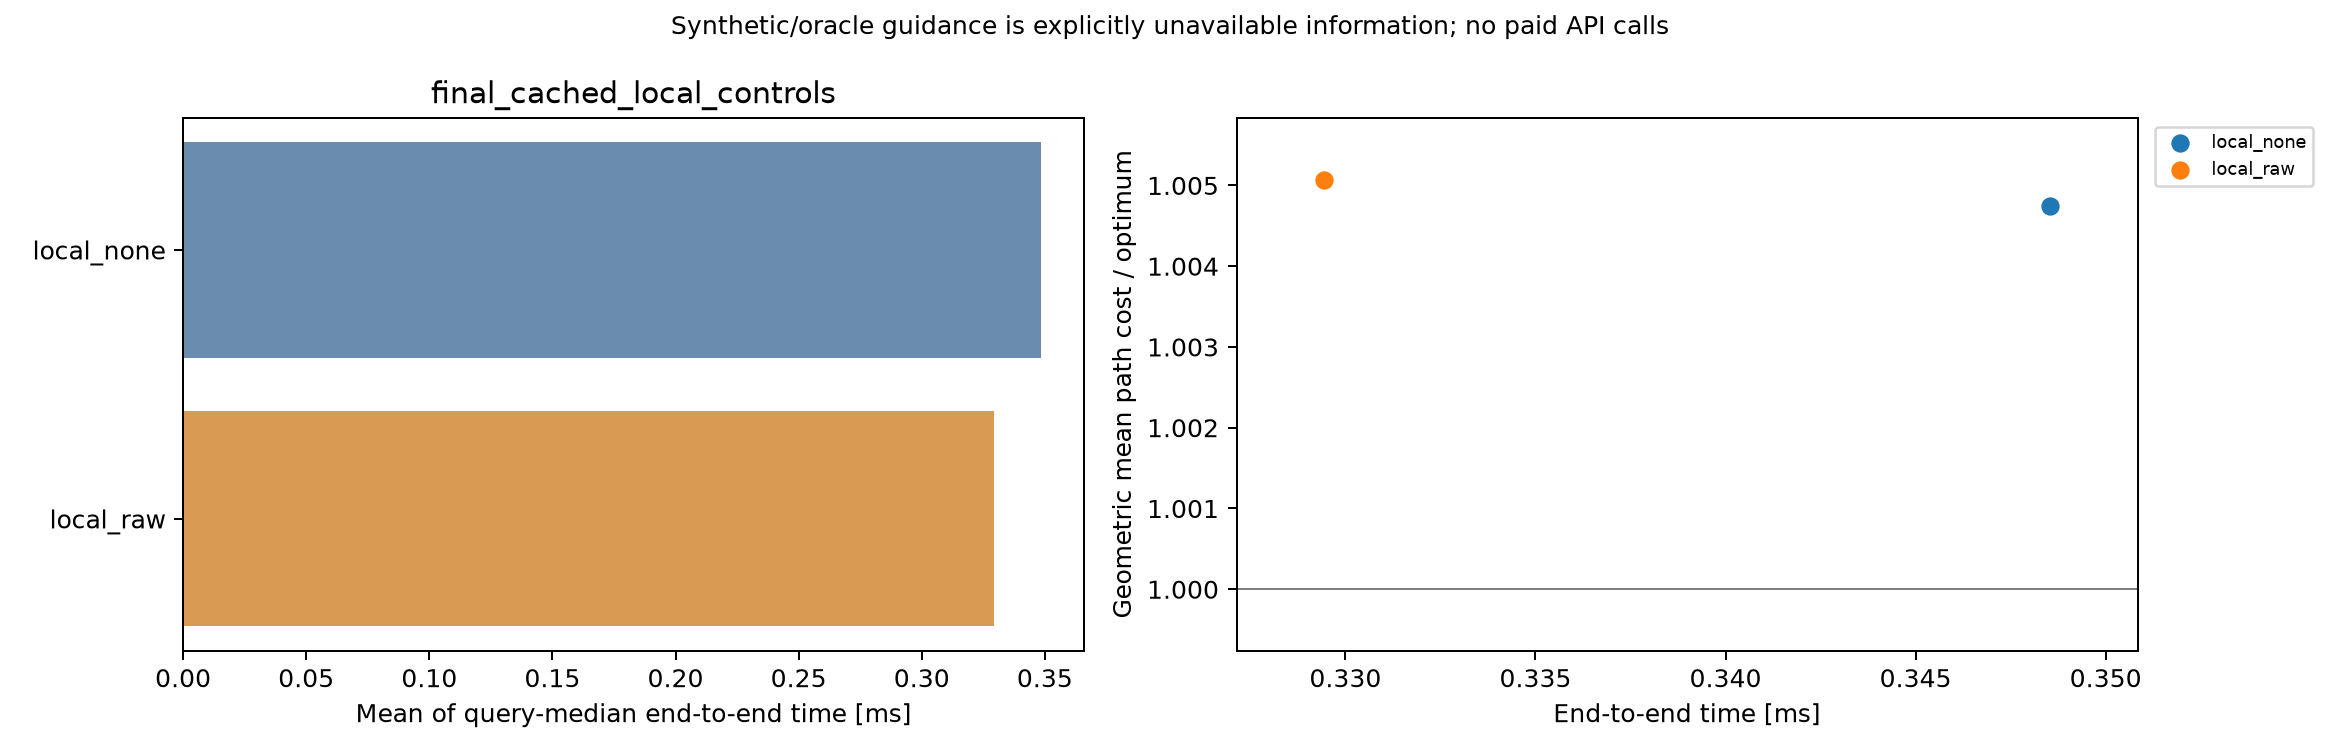 Synthetic/oracle guidance is explicitly unavailable information; no paid API calls
final_cached_local_controls
local_none
local_raw
0.00 0.05 0.10 0.15 0.20 0.25 0.30 0.35
Mean of query-median end-to-end time [ms]
Geometric mean path cost / optimum
1.005
1.004
1.003
1.002
1.001
1.000
0.330 0.335 0.340 0.345 0.350
End-to-end time [ms]
local_none
local_raw